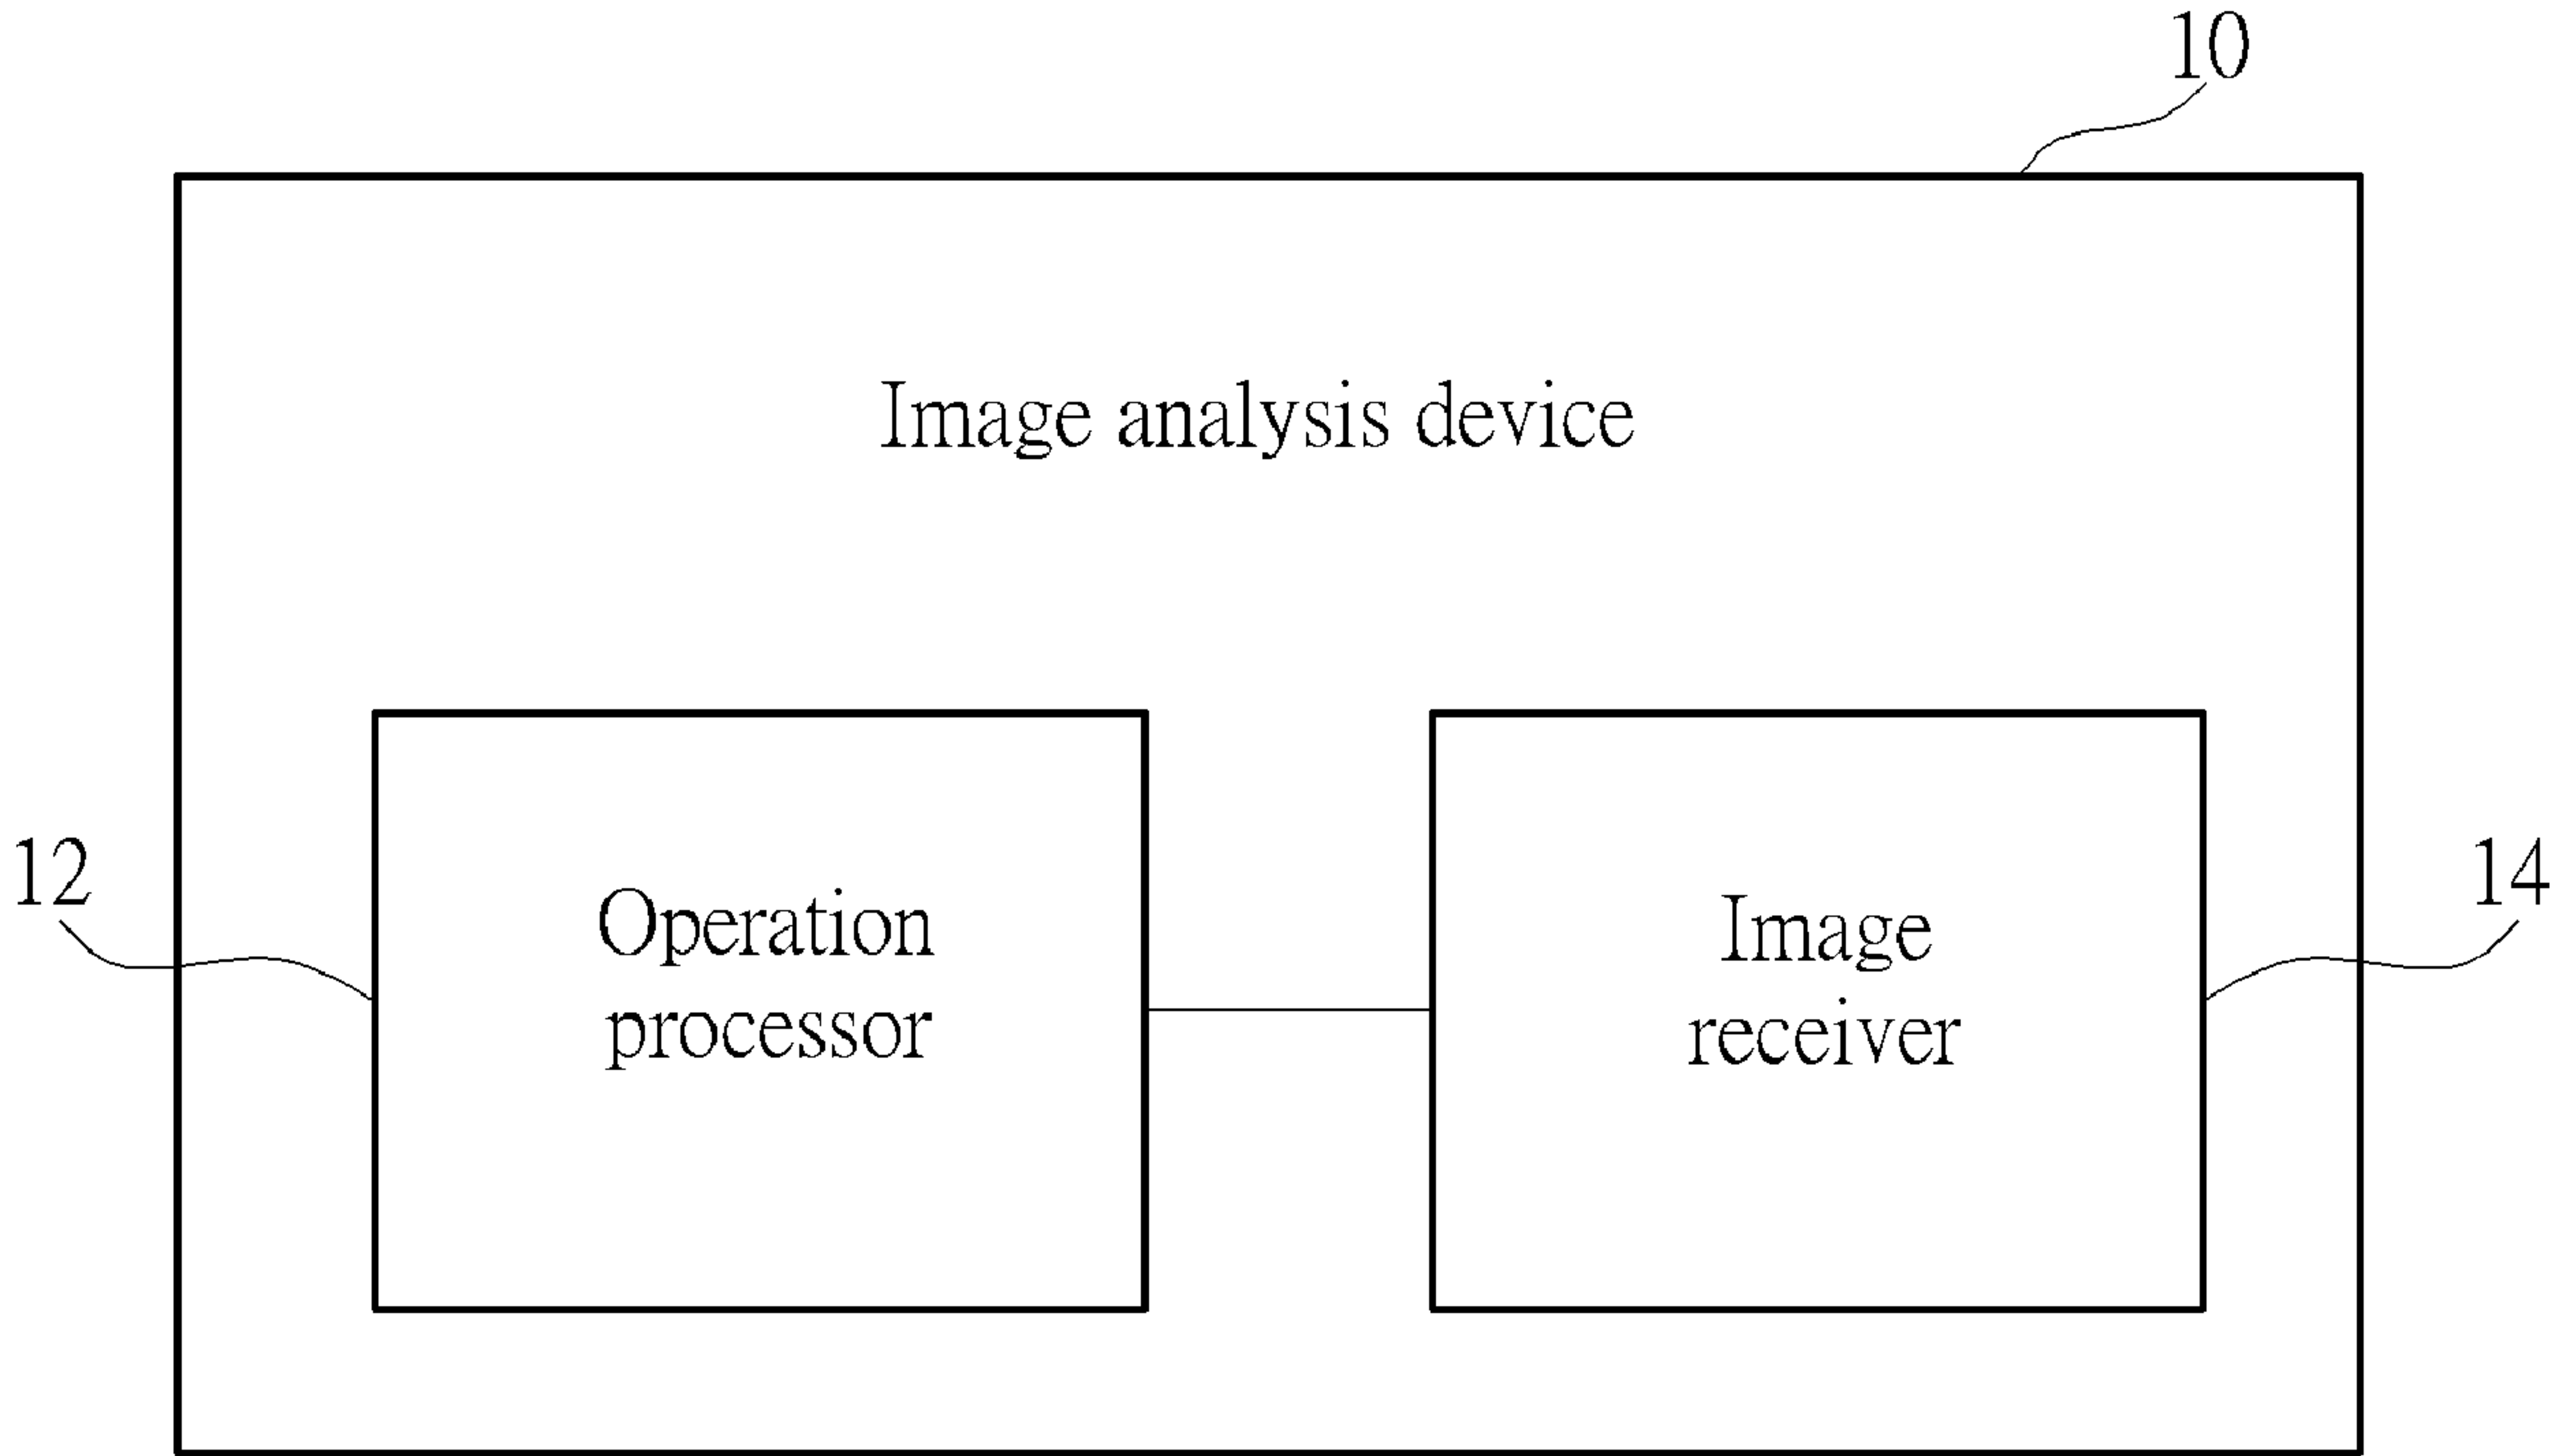 10
Image analysis device
12
Operation
processor
Image
receiver
14